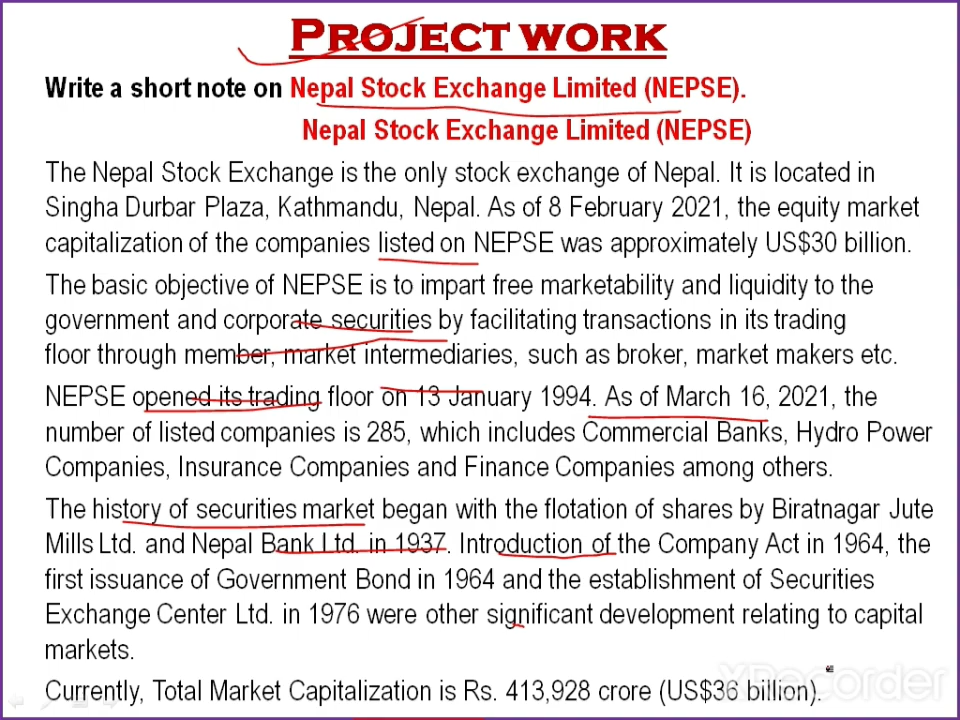 PROJECT WORK
Write a short note on Nepal Stock Exchange Limited (NEPSE).
Nepal Stock Exchange Limited (NEPSE)
The Nepal Stock Exchange is the only stock exchange of Nepal. It is located in
Singha Durbar Plaza, Kathmandu, Nepal. As of 8 February 2021, the equity market
capitalization of the companies listed on NEPSE was approximately US$30 billion.
The basic objective of NEPSE is to impart free marketability and liquidity to the
government and corporate securities by facilitating transactions in its trading
floor through member, market intermediaries, such as broker, market makers etc.
NEPSE opened its trading floor on 13 January 1994. As of March 16, 2021, the
number of listed companies is 285, which includes Commercial Banks, Hydro Power
Companies, Insurance Companies and Finance Companies among others.
The history of securities market began with the flotation of shares by Biratnagar Jute
Mills Ltd. and Nepal Bank Ltd. in 1937. Introduction of the Company Act in 1964, the
first issuance of Government Bond in 1964 and the establishment of Securities
Exchange Center Ltd. in 1976 were other significant development relating to capital
markets.
Currently, Total Market Capitalization is Rs. 413,928 crore (US$36 billion).
XRecorder